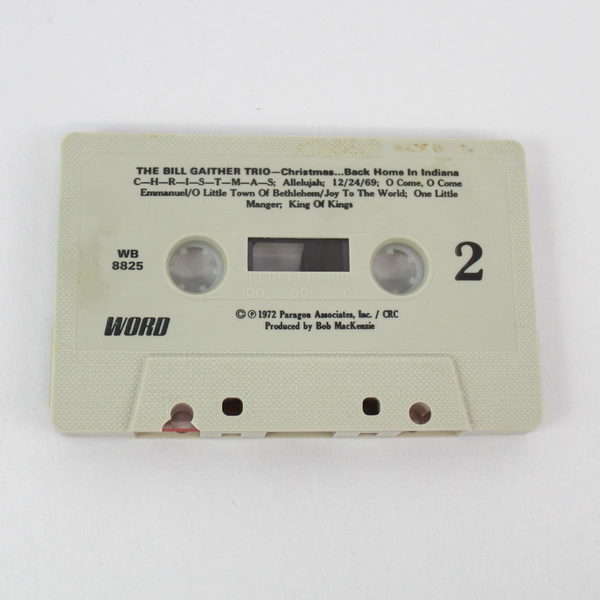 THE BILL GAITHER TRIO—Christmas...Back Home In Indiana
C—H—R—I—S—T—M—A—S; Allelujah; 12/24/69; O Come, O Come
Emmanuel/O Little Town Of Bethlehem/Joy To The World; One Little
Manger; King Of Kings
WB
8825
2
100 50 0
WORD
©℗1972 Paragon Associates, Inc. / CRC
Produced by Bob MacKenzie